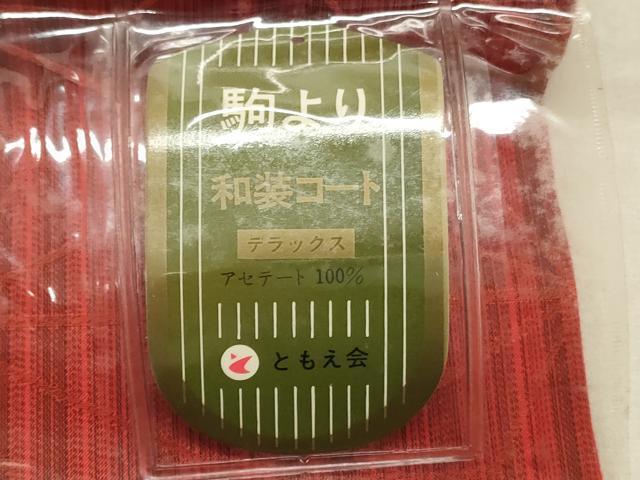 駒より
和装コート
デラックス
アセテート 100%
ともえ会